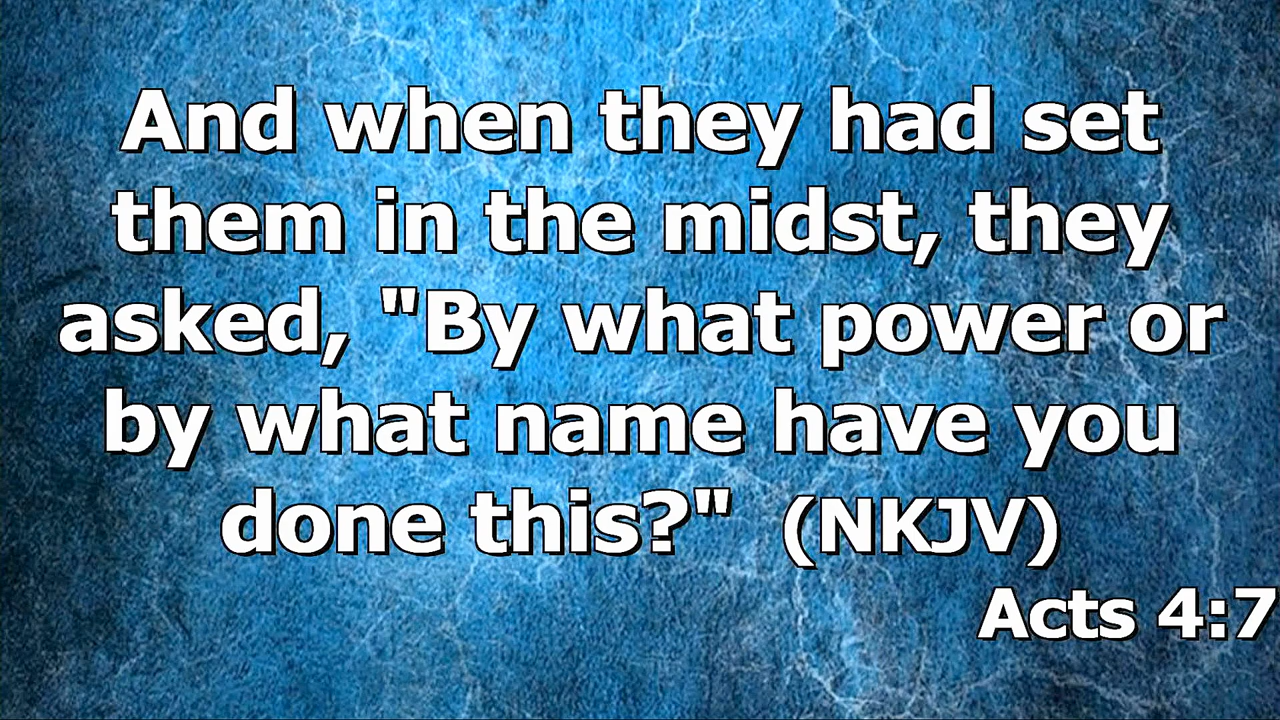 And when they had set
them in the midst, they
asked, "By what power or
by what name have you
done this?" (NKJV)
Acts 4:7